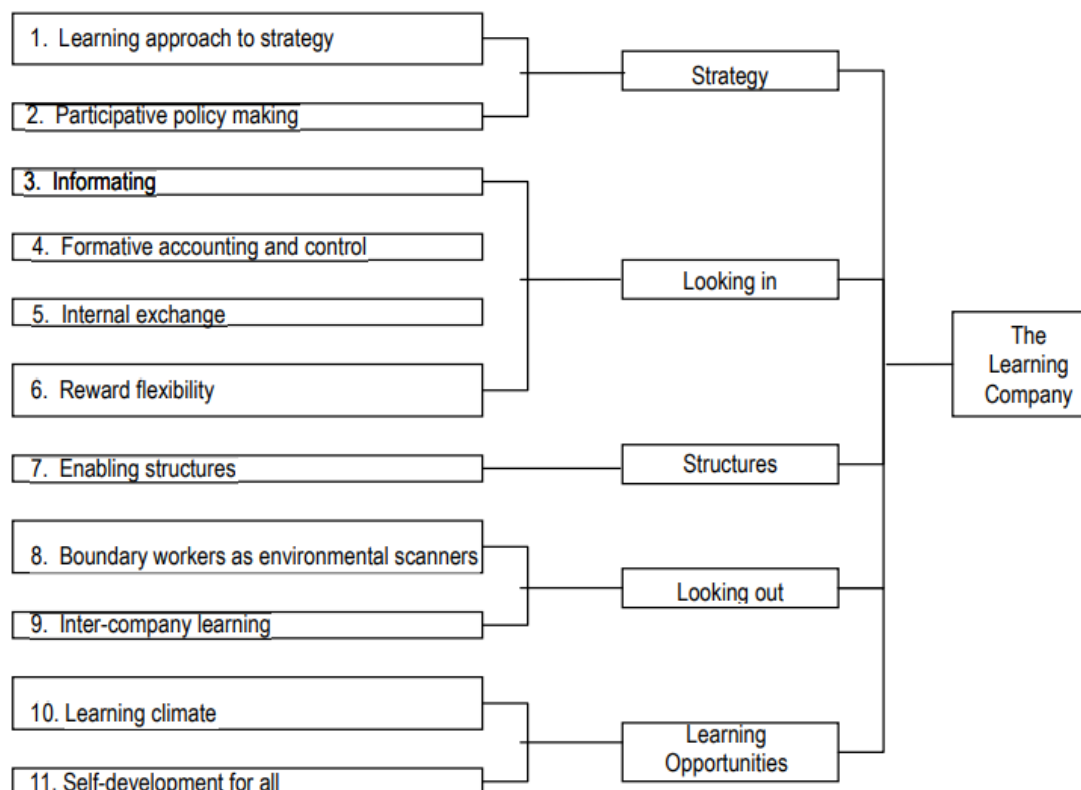 1. Learning approach to strategy
2. Participative policy making
3. Informating
4. Formative accounting and control
5. Internal exchange
6. Reward flexibility
7. Enabling structures
8. Boundary workers as environmental scanners
9. Inter-company learning
10. Learning climate
11. Self-development for all
Strategy
Looking in
Structures
Looking out
Learning
Opportunities
The
Learning
Company